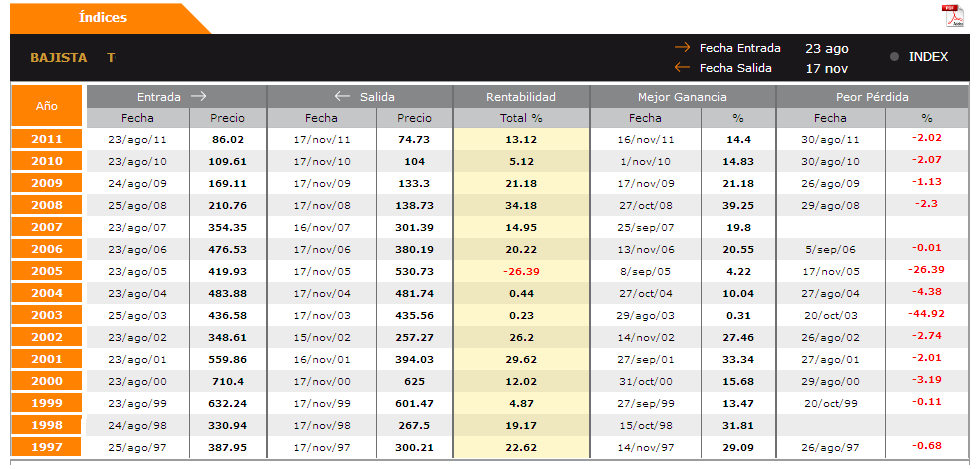 Índices
PDF
Adobe
BAJISTA T
Fecha Entrada 23 ago
Fecha Salida 17 nov
INDEX
Año Entrada Salida Rentabilidad Mejor Ganancia Peor Pérdida
Fecha Precio Fecha Precio Total % Fecha % Fecha %
2011 23/ago/11 86.02 17/nov/11 74.73 13.12 16/nov/11 14.4 30/ago/11 -2.02
2010 23/ago/10 109.61 17/nov/10 104 5.12 1/nov/10 14.83 30/ago/10 -2.07
2009 24/ago/09 169.11 17/nov/09 133.3 21.18 17/nov/09 21.18 26/ago/09 -1.13
2008 25/ago/08 210.76 17/nov/08 138.73 34.18 27/oct/08 39.25 29/ago/08 -2.3
2007 23/ago/07 354.35 16/nov/07 301.39 14.95 25/sep/07 19.8
2006 23/ago/06 476.53 17/nov/06 380.19 20.22 13/nov/06 20.55 5/sep/06 -0.01
2005 23/ago/05 419.93 17/nov/05 530.73 -26.39 8/sep/05 4.22 17/nov/05 -26.39
2004 23/ago/04 483.88 17/nov/04 481.74 0.44 27/oct/04 10.04 27/ago/04 -4.38
2003 25/ago/03 436.58 17/nov/03 435.56 0.23 29/ago/03 0.31 20/oct/03 -44.92
2002 23/ago/02 348.61 15/nov/02 257.27 26.2 14/nov/02 27.46 26/ago/02 -2.74
2001 23/ago/01 559.86 16/nov/01 394.03 29.62 27/sep/01 33.34 27/ago/01 -2.01
2000 23/ago/00 710.4 17/nov/00 625 12.02 31/oct/00 15.68 29/ago/00 -3.19
1999 23/ago/99 632.24 17/nov/99 601.47 4.87 27/sep/99 13.47 20/oct/99 -0.11
1998 24/ago/98 330.94 17/nov/98 267.5 19.17 15/oct/98 31.81
1997 25/ago/97 387.95 17/nov/97 300.21 22.62 14/nov/97 29.09 26/ago/97 -0.68